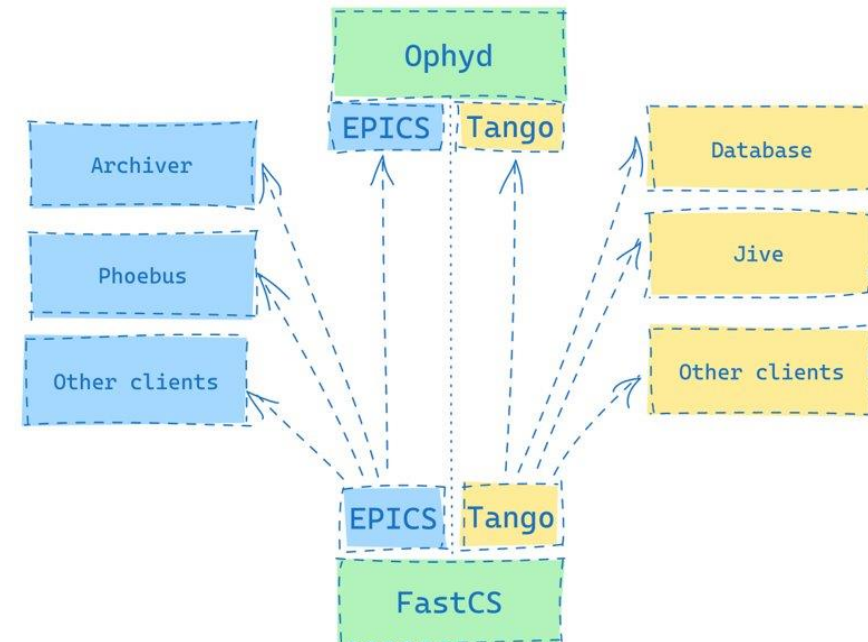 Ophyd
EPICS
Tango
Archiver
Phoebus
Other clients
Database
Jive
Other clients
EPICS
Tango
FastCS